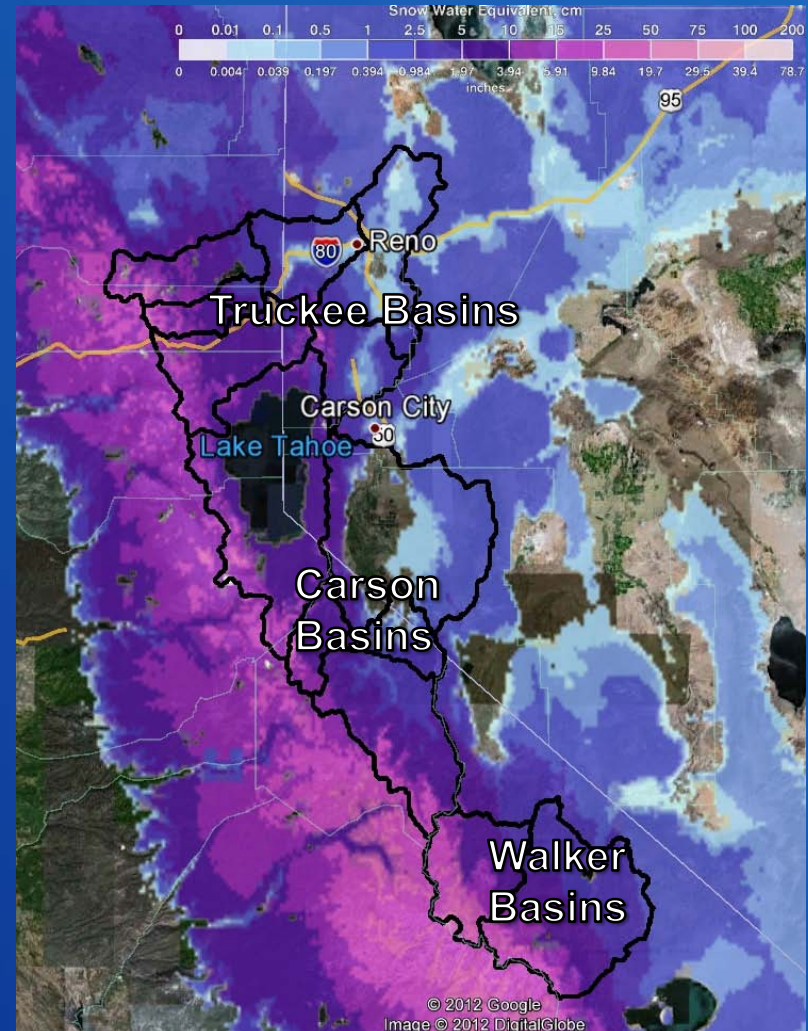 Snow Water Equivalent, cm
0 0.01 0.1 0.5 1 2.5 5 10 15 25 50 75 100 200
0 0.004 0.039 0.197 0.394 0.984 1.97 3.94 5.91 9.84 19.7 29.5 39.4 78.7
inches
95
80
Reno
Truckee Basins
Carson City
50
Lake Tahoe
Carson
Basins
Walker
Basins
© 2012 Google
Image © 2012 DigitalGlobe